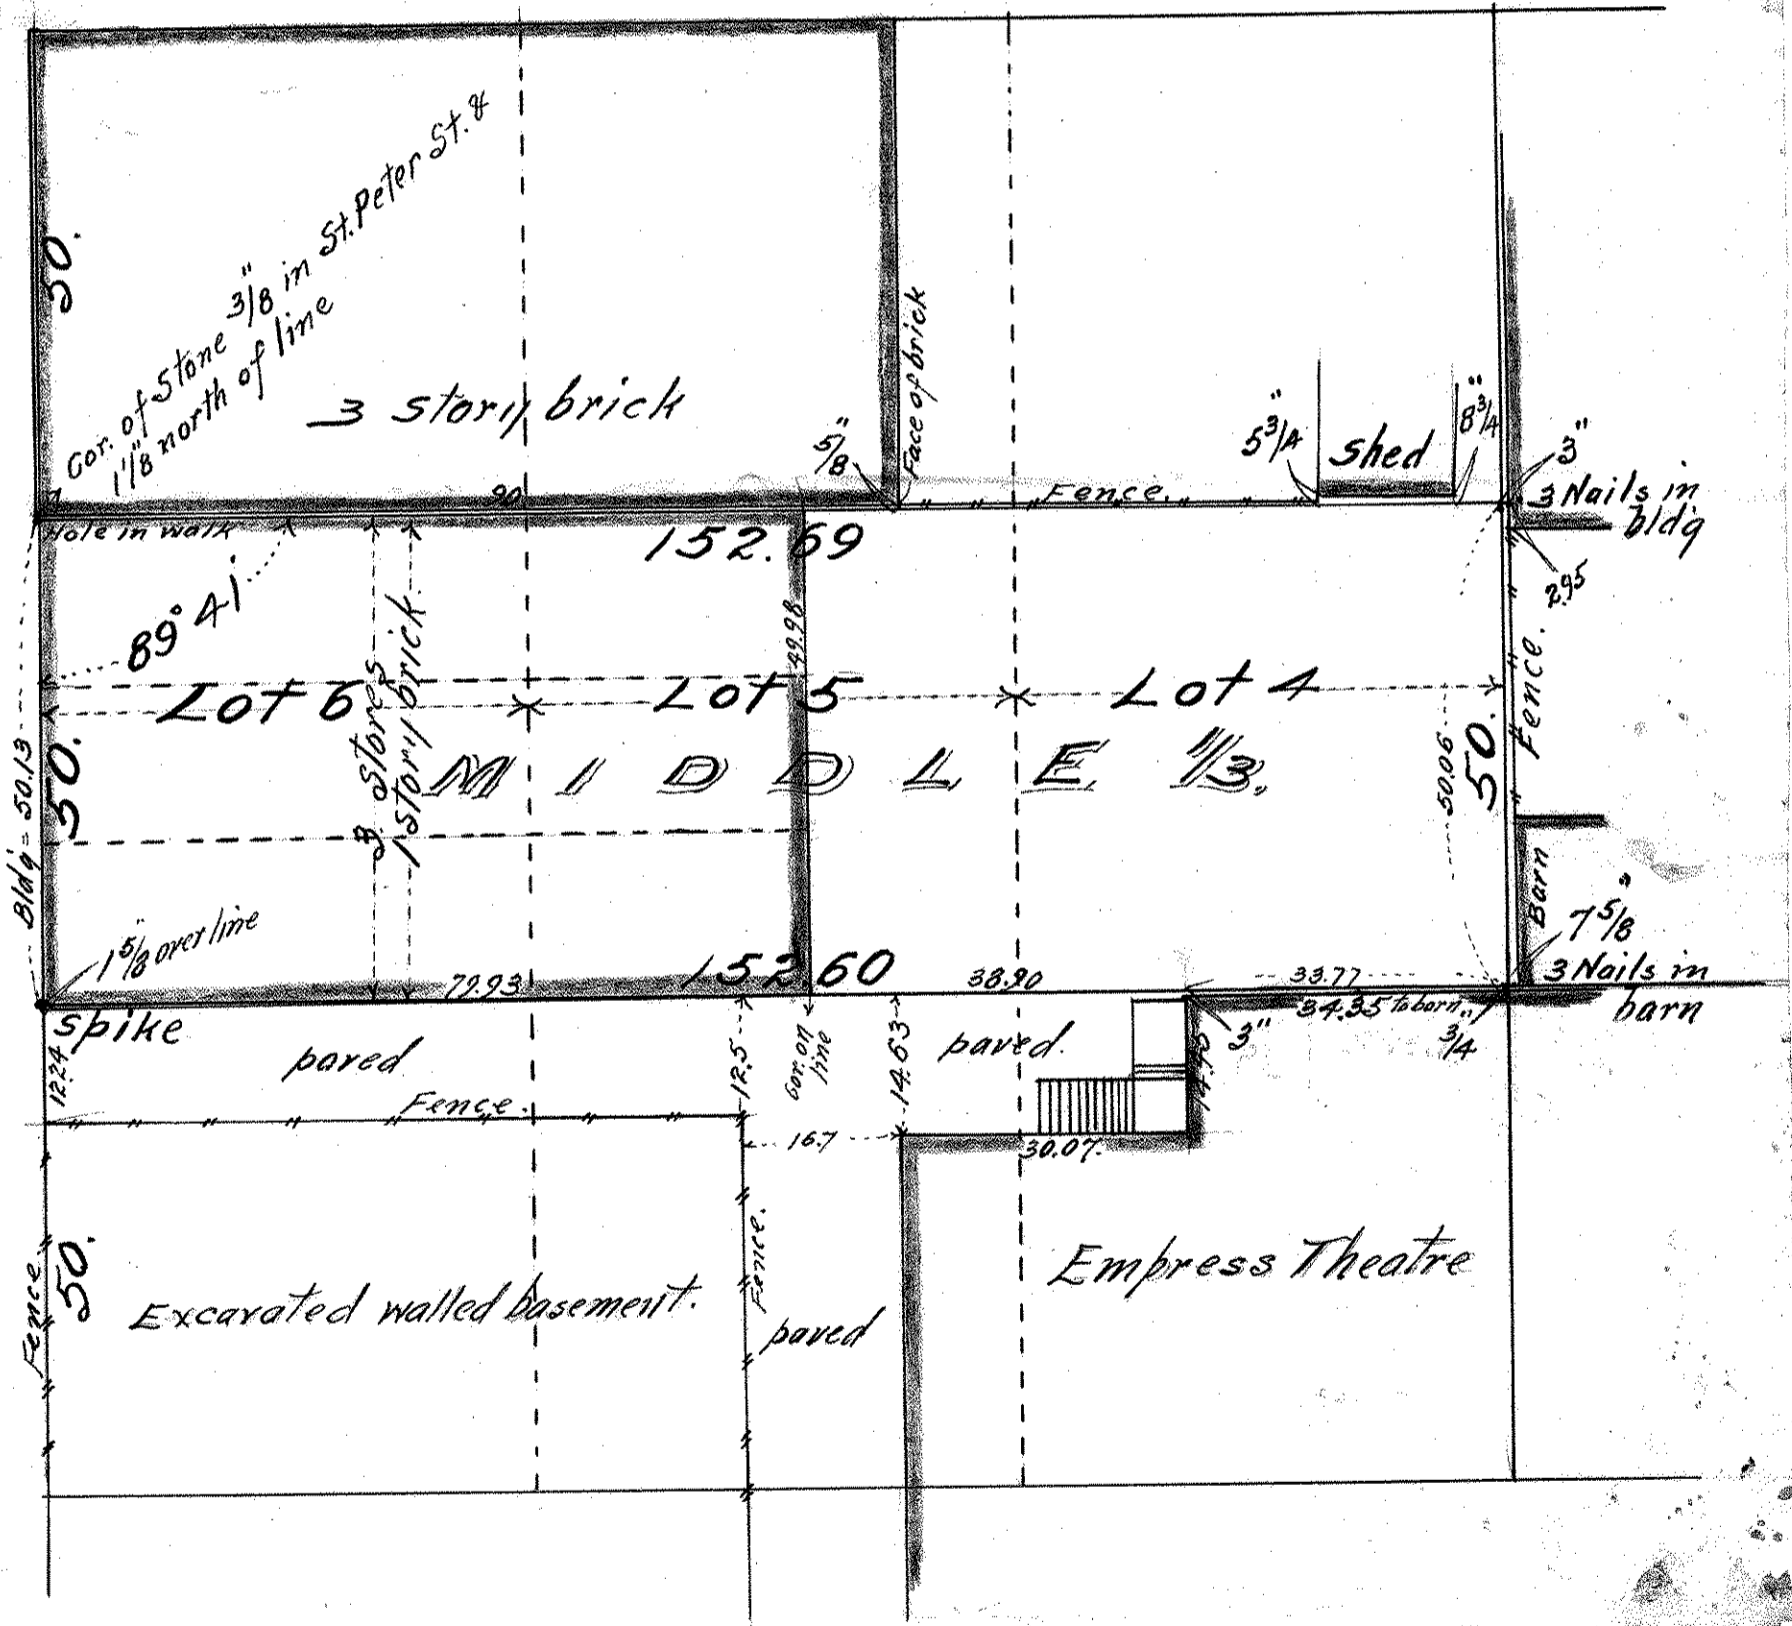 50.
Cor. of Stone 3/8" in St. Peter St. &
1 1/8" north of line
3 story brick
5/8"
Face of brick
5 3/4"
shed
8 3/4"
3"
3 Nails in
bldg
90
Fence.
Hole in walk
152.69
89° 41'
49.98
2.95
Fence.
Lot 6
Lot 5
Lot 4
3 Stores
1 Story brick
MIDDLE 1/3.
Bldg = 50.13
50.
50.06
50.
Barn
1 5/8" over line
7 5/8"
3 Nails in
barn
79.93
152.60
38.90
33.77
34.35 to barn
spike
12.24
paved
Fence.
12.5
Cor. on
line
14.63
paved.
14.40
3"
3/4"
16.7
30.07.
Fence.
50.
Excavated walled basement.
Fence.
paved
Empress Theatre